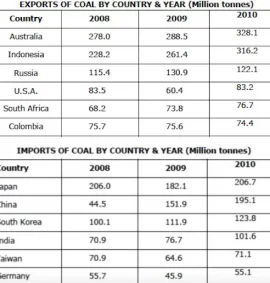 EXPORTS OF COAL BY COUNTRY & YEAR (Million tonnes)
Country 2008 2009 2010
Australia 278.0 288.5 328.1
Indonesia 228.2 261.4 316.2
Russia 115.4 130.9 122.1
U.S.A. 83.5 60.4 83.2
South Africa 68.2 73.8 76.7
Colombia 75.7 75.6 74.4
IMPORTS OF COAL BY COUNTRY & YEAR (Million tonnes)
Country 2008 2009 2010
apan 206.0 182.1 206.7
China 44.5 151.9 195.1
South Korea 100.1 111.9 123.8
ndia 70.9 76.7 101.6
aiwan 70.9 64.6 71.1
Germany 55.7 45.9 55.1